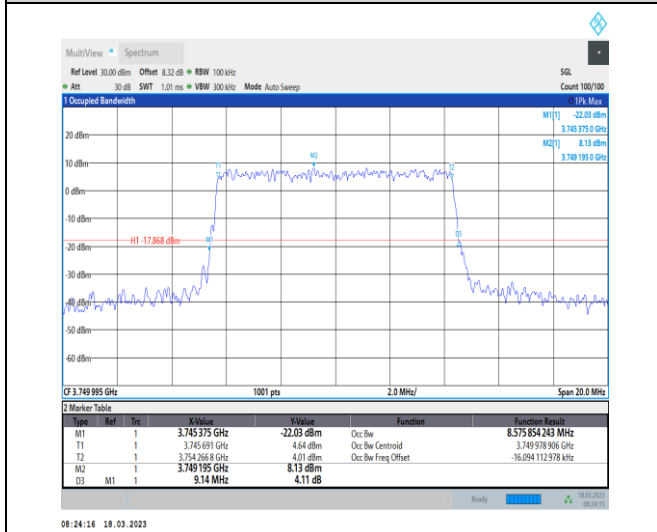 MultiView Spectrum
Ref Level 30.00 dBm Offset 8.32 dB RBW 100 kHz SGL
Att 30 dB SWT 1.01 ms VBW 300 kHz Mode Auto Sweep Count 100/100
1 Occupied Bandwidth 1Pk Max
M1[1] -22.03 dBm
3.745 375 0 GHz
M2[1] 8.13 dBm
3.749 195 0 GHz
20 dBm
M2
10 dBm
T1 T2
0 dBm
-10 dBm
D3
H1 -17.868 dBm M1
-20 dBm
-30 dBm
-40 dBm
-50 dBm
-60 dBm
CF 3.749 995 GHz 1001 pts 2.0 MHz/ Span 20.0 MHz
2 Marker Table
Type Ref Trc X-Value Y-Value Function Function Result
M1 1 3.745 375 GHz -22.03 dBm Occ Bw 8.575 854 243 MHz
T1 1 3.745 691 GHz 4.64 dBm Occ Bw Centroid 3.749 978 906 GHz
T2 1 3.754 266 8 GHz 4.01 dBm Occ Bw Freq Offset -16.094 112 978 kHz
M2 1 3.749 195 GHz 8.13 dBm
D3 M1 1 9.14 MHz 4.11 dB
Ready 18.03.2023
08:24:15
08:24:16 18.03.2023